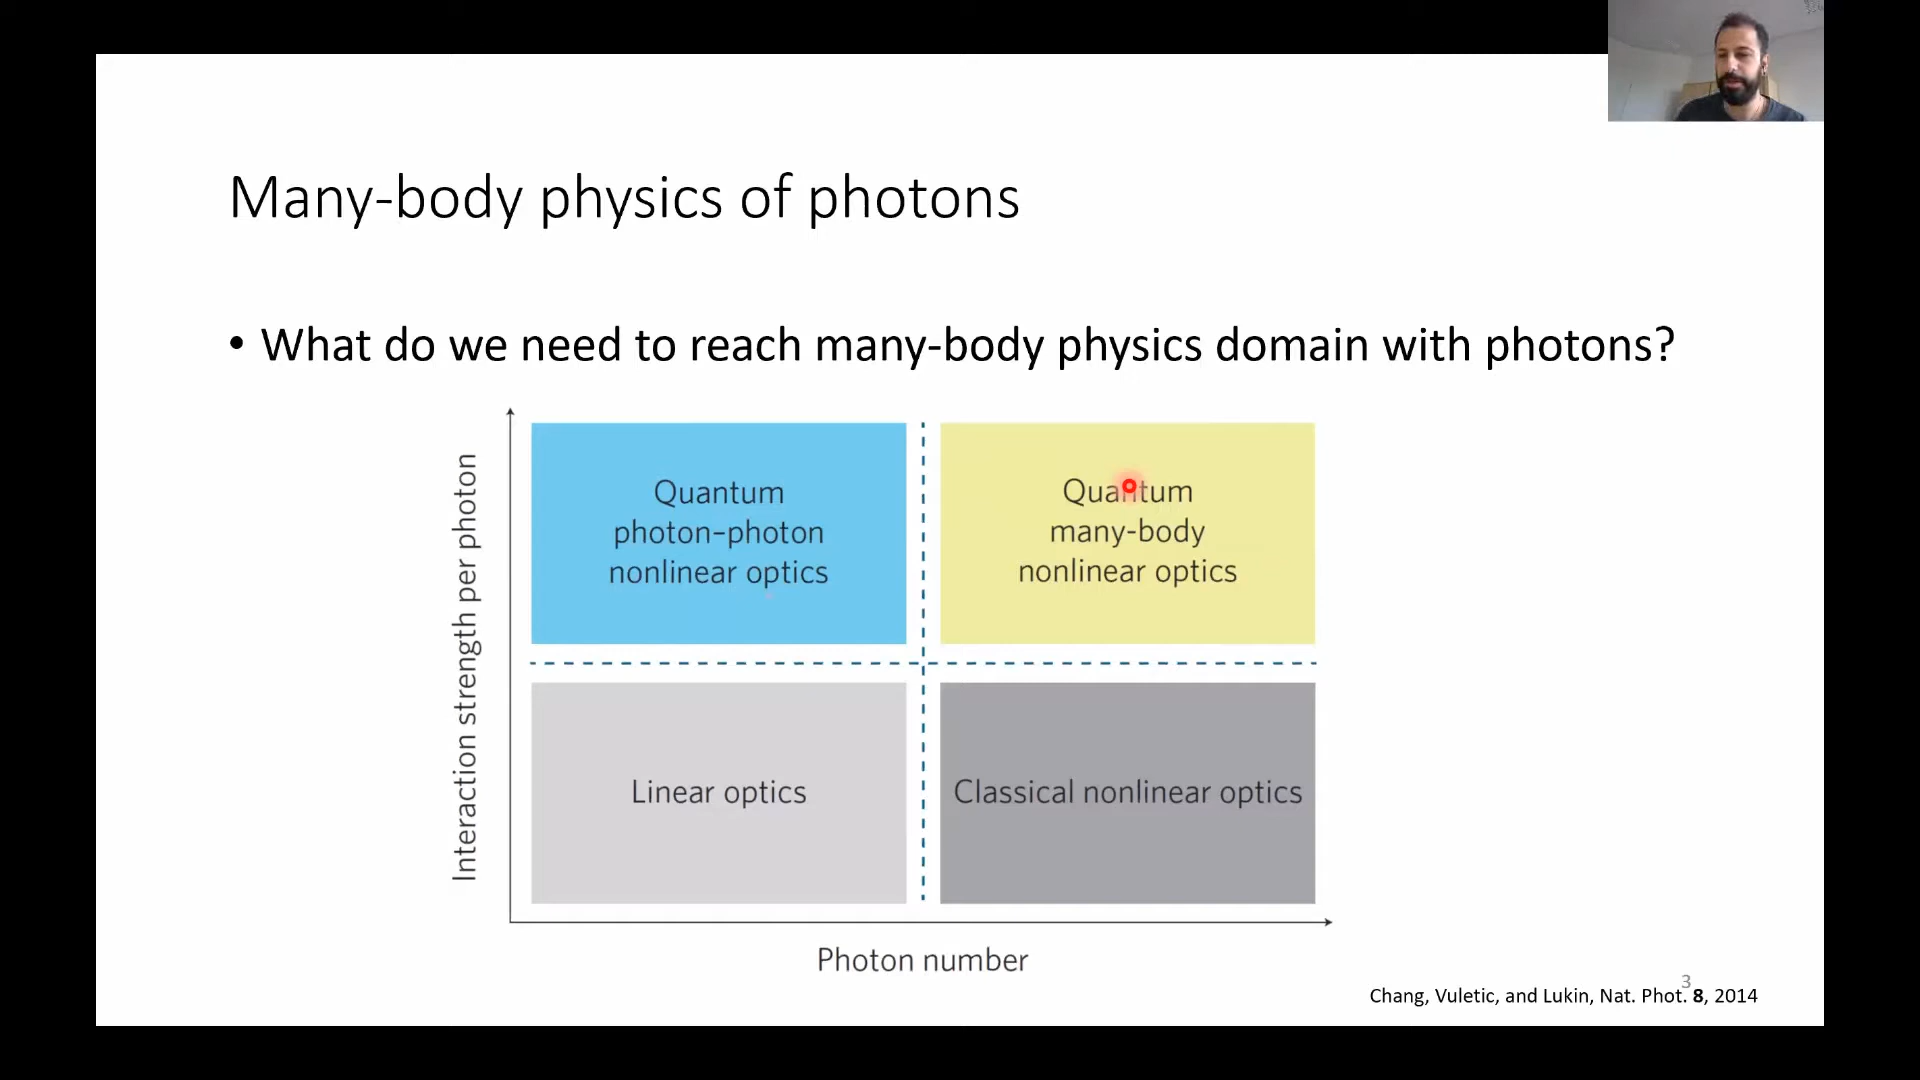 Many-body physics of photons
• What do we need to reach many-body physics domain with photons?
Interaction strength per photon
Quantum
photon–photon
nonlinear optics
Quantum
many-body
nonlinear optics
Linear optics
Classical nonlinear optics
Photon number
3
Chang, Vuletic, and Lukin, Nat. Phot. 8, 2014